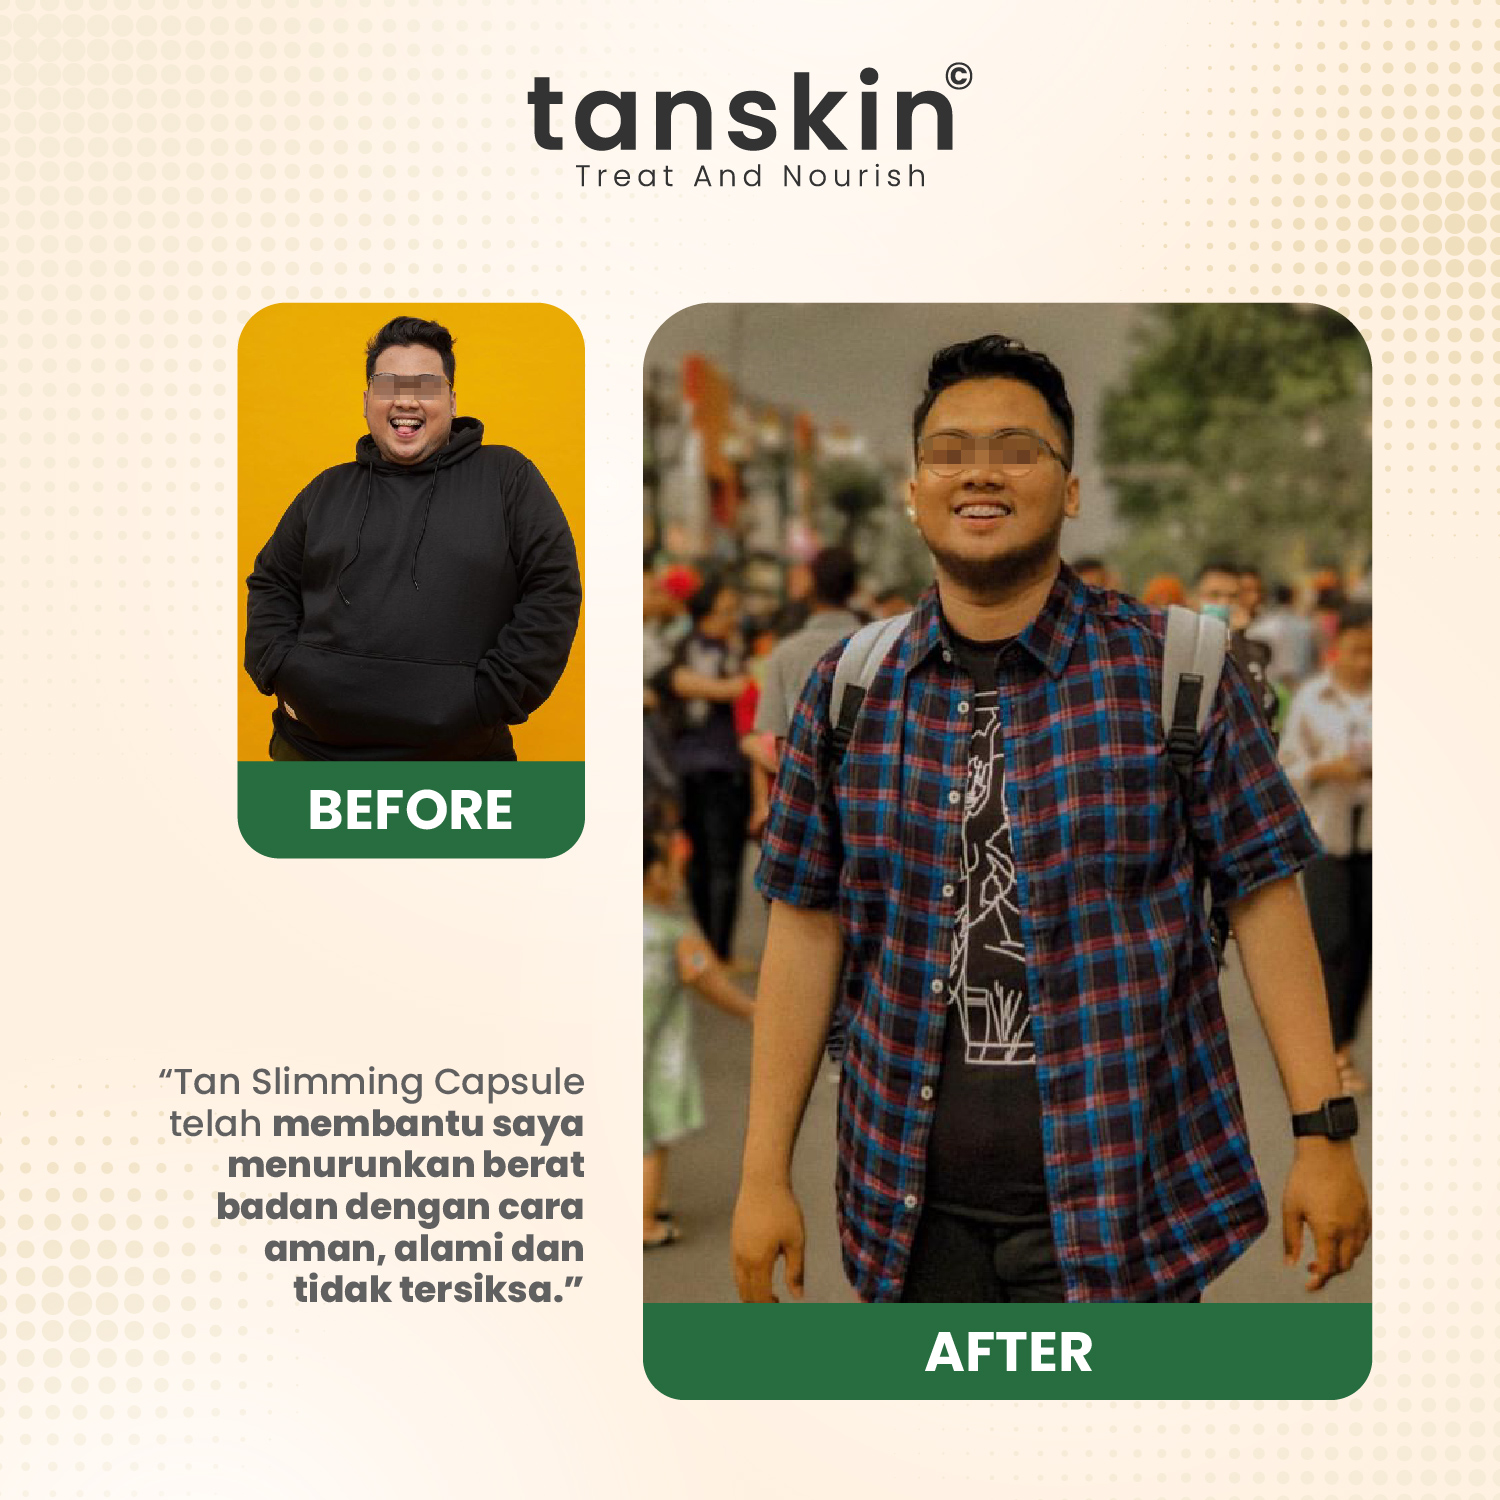 tanskin©
Treat And Nourish
BEFORE
“Tan Slimming Capsule
telah membantu saya
menurunkan berat
badan dengan cara
aman, alami dan
tidak tersiksa.”
AFTER